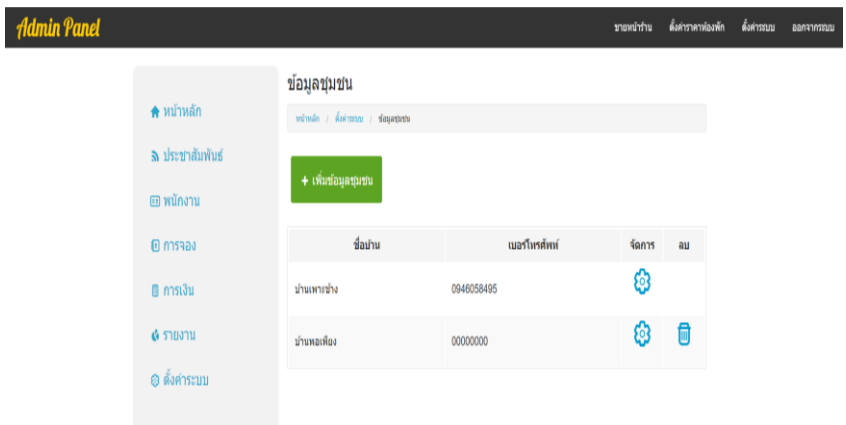 Admin Panel
ขายหน้าร้าน ตั้งค่าราคาห้องพัก ตั้งค่าระบบ ออกจากระบบ
ข้อมูลชุมชน
หน้าหลัก / ตั้งค่าระบบ / ข้อมูลชุมชน
หน้าหลัก
ประชาสัมพันธ์
พนักงาน
การจอง
การเงิน
รายงาน
ตั้งค่าระบบ
+ เพิ่มข้อมูลชุมชน
ชื่อบ้าน เบอร์โทรศัพท์ จัดการ ลบ
บ้านเพาะช่าง 0946058495
บ้านพอเพียง 00000000